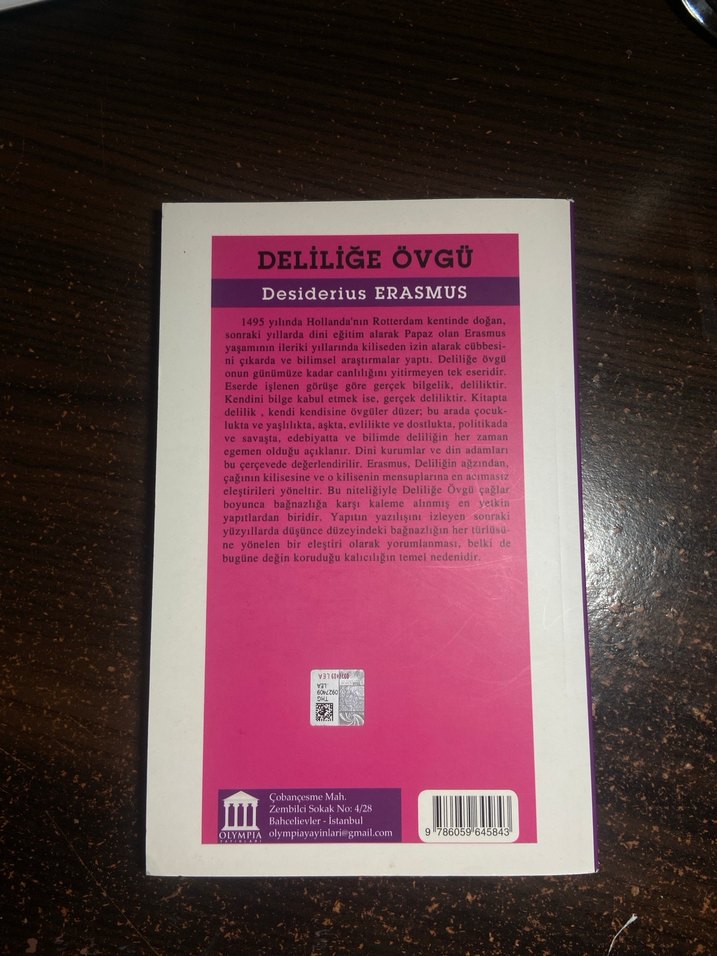 DELİLİĞE ÖVGÜ
Desiderius ERASMUS
1495 yılında Hollanda'nın Rotterdam kentinde doğan,
sonraki yıllarda dini eğitim alarak Papaz olan Erasmus
yaşamının ileriki yıllarında kiliseden izin alarak cübbesi-
ni çıkarda ve bilimsel araştırmalar yaptı. Deliliğe övgü
onun günümüze kadar canlılığını yitirmeyen tek eseridir.
Eserde işlenen görüşe göre gerçek bilgelik, deliliktir.
Kendini bilge kabul etmek ise, gerçek deliliktir. Kitapta
delilik , kendi kendisine övgüler düzer; bu arada çocuk-
lukta ve yaşlılıkta, aşkta, evlilikte ve dostlukta, politikada
ve savaşta, edebiyatta ve bilimde deliliğin her zaman
egemen olduğu açıklanır. Dini kurumlar ve din adamları
bu çerçevede değerlendirilir. Erasmus, Deliliğin ağzından,
çağının kilisesine ve o kilisenin mensuplarına en acımasız
eleştirileri yöneltir. Bu niteliğiyle Deliliğe Övgü çağlar
boyunca bağnazlığa karşı kaleme alınmış en yetkin
yapıtlardan biridir. Yapıtın yazılışını izleyen sonraki
yüzyıllarda düşünce düzeyindeki bağnazlığın her türlüsü-
ne yönelen bir eleştiri olarak yorumlanması, belki de
bugüne değin koruduğu kalıcılığın temel nedenidir.
THG
0927409
LEA
OLYMPIA
YAYINLARI
Çobançesme Mah.
Zembilci Sokak No: 4/28
Bahcelievler - İstanbul
olympiayayinlari@gmail.com
9 786059 645843